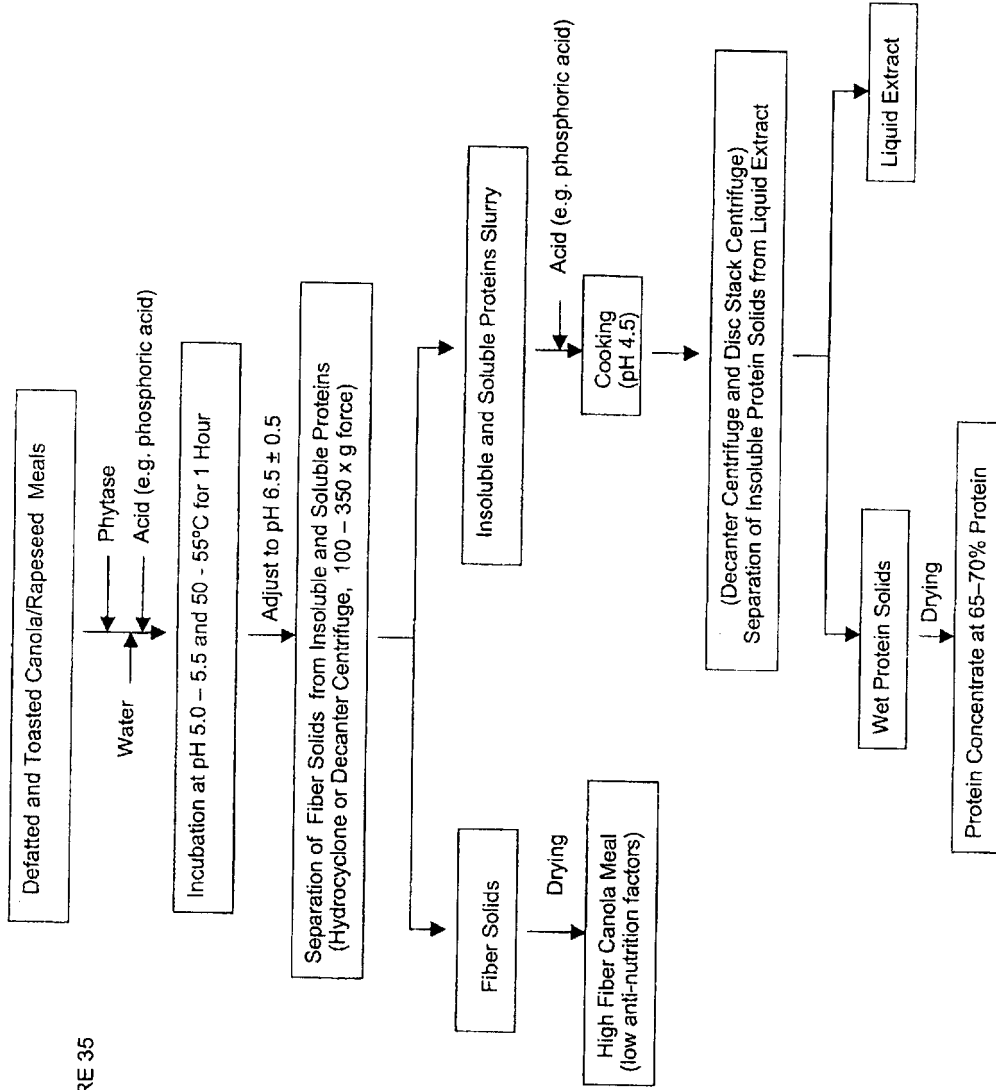 RE 35
Defatted and Toasted Canola/Rapeseed Meals
Phytase
Water
Acid (e.g. phosphoric acid)
Incubation at pH 5.0 – 5.5 and 50 - 55ºC for 1 Hour
Adjust to pH 6.5 ± 0.5
Separation of Fiber Solids from Insoluble and Soluble Proteins
(Hydrocyclone or Decanter Centrifuge, 100 – 350 x g force)
Fiber Solids
Drying
High Fiber Canola Meal
(low anti-nutrition factors)
Insoluble and Soluble Proteins Slurry
Acid (e.g. phosphoric acid)
Cooking
(pH 4.5)
(Decanter Centrifuge and Disc Stack Centrifuge)
Separation of Insoluble Protein Solids from Liquid Extract
Wet Protein Solids
Drying
Protein Concentrate at 65–70% Protein
Liquid Extract